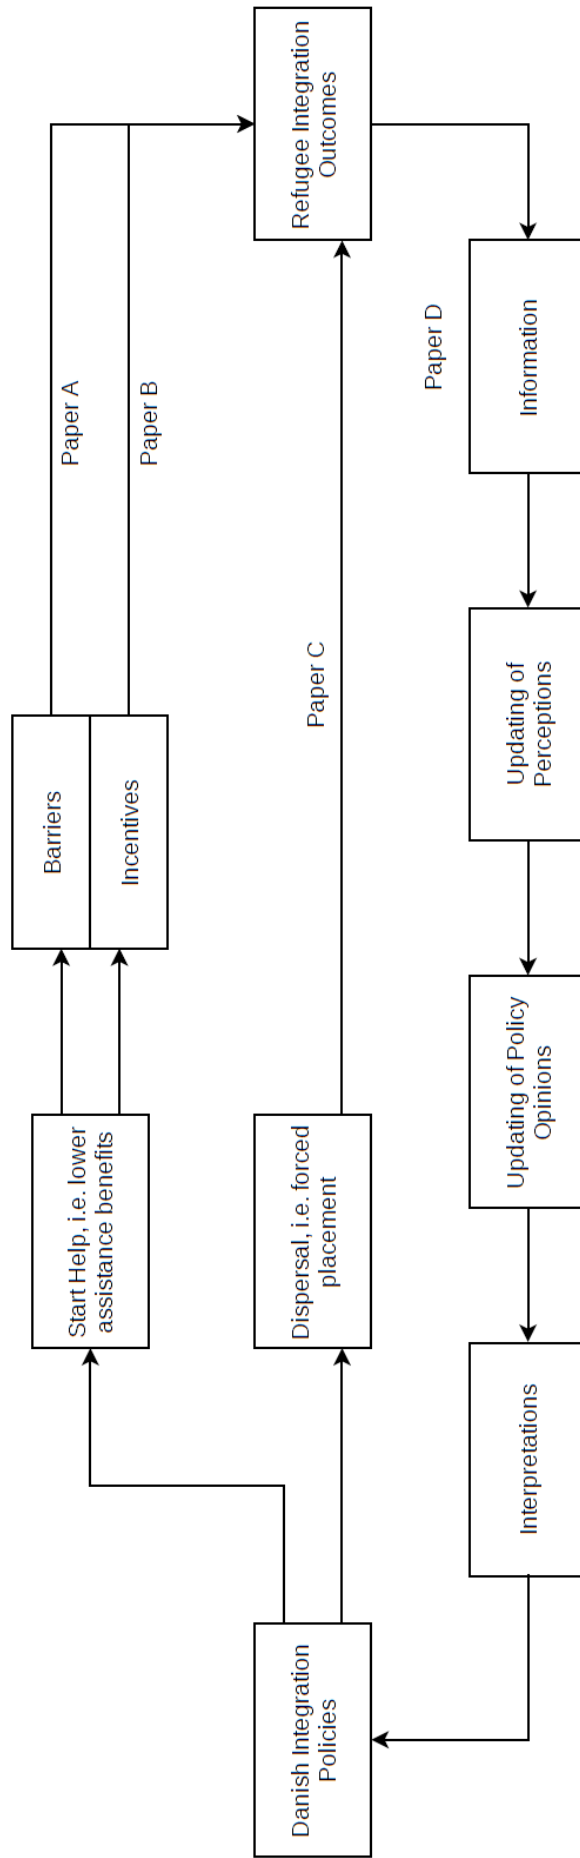 Danish Integration
Policies
Start Help, i.e. lower
assistance benefits
Dispersal, i.e. forced
placement
Barriers
Incentives
Paper A
Paper B
Paper C
Refugee Integration
Outcomes
Paper D
Information
Updating of
Perceptions
Updating of Policy
Opinions
Interpretations